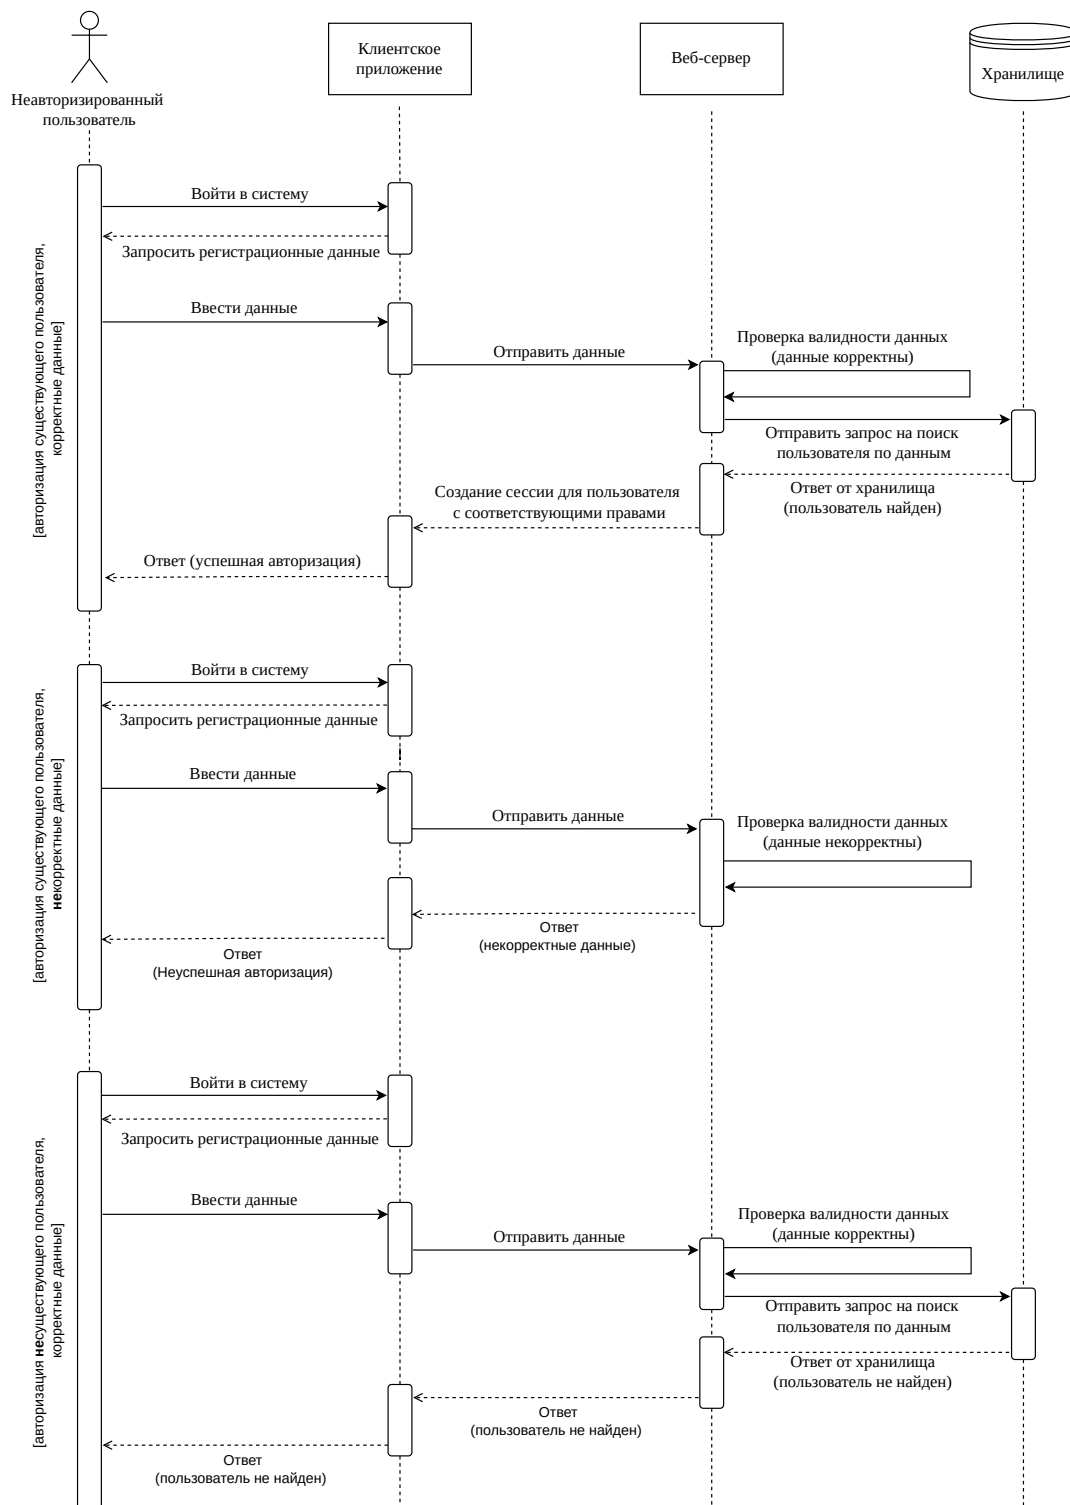 Неавторизированный
пользователь
Клиентское
приложение
Веб-сервер
Хранилище
[авторизация существующего пользователя,
корректные данные]
Войти в систему
Запросить регистрационные данные
Ввести данные
Отправить данные
Проверка валидности данных
(данные корректны)
Отправить запрос на поиск
пользователя по данным
Ответ от хранилища
(пользователь найден)
Создание сессии для пользователя
с соответствующими правами
Ответ (успешная авторизация)
[авторизация существующего пользователя,
некорректные данные]
Войти в систему
Запросить регистрационные данные
Ввести данные
Отправить данные
Проверка валидности данных
(данные некорректны)
Ответ
(некорректные данные)
Ответ
(Неуспешная авторизация)
[авторизация несуществующего пользователя,
корректные данные]
Войти в систему
Запросить регистрационные данные
Ввести данные
Отправить данные
Проверка валидности данных
(данные корректны)
Отправить запрос на поиск
пользователя по данным
Ответ от хранилища
(пользователь не найден)
Ответ
(пользователь не найден)
Ответ
(пользователь не найден)